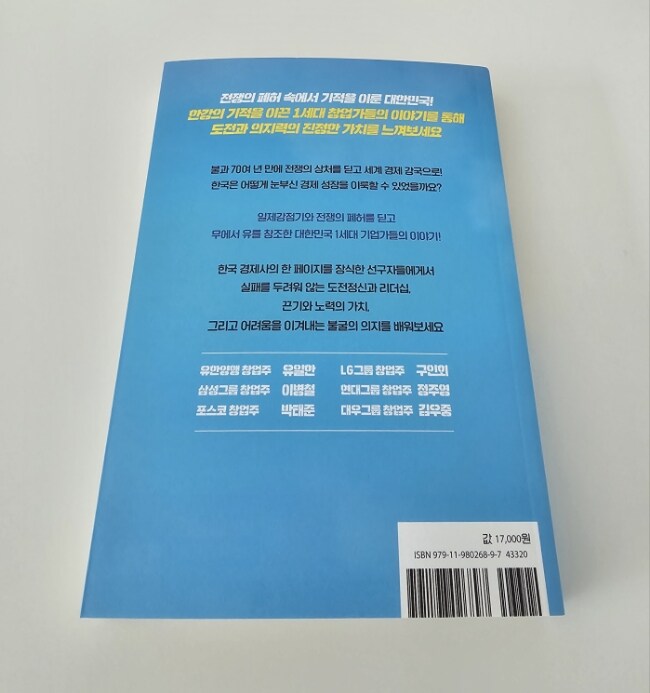 전쟁의 폐허 속에서 기적을 이룬 대한민국!
한강의 기적을 이끈 1세대 창업가들의 이야기를 통해
도전과 의지력의 진정한 가치를 느껴보세요
불과 70여 년 만에 전쟁의 상처를 딛고 세계 경제 강국으로!
한국은 어떻게 눈부신 경제 성장을 이룩할 수 있었을까요?
일제강점기와 전쟁의 폐허를 딛고
무에서 유를 창조한 대한민국 1세대 기업가들의 이야기!
한국 경제사의 한 페이지를 장식한 선구자들에게서
실패를 두려워 않는 도전정신과 리더십,
끈기와 노력의 가치,
그리고 어려움을 이겨내는 불굴의 의지를 배워보세요
유한양행 창업주 유일한 LG그룹 창업주 구인회
삼성그룹 창업주 이병철 현대그룹 창업주 정주영
포스코 창업주 박태준 대우그룹 창업주 김우중
값 17,000원
ISBN 979-11-980268-9-7 43320